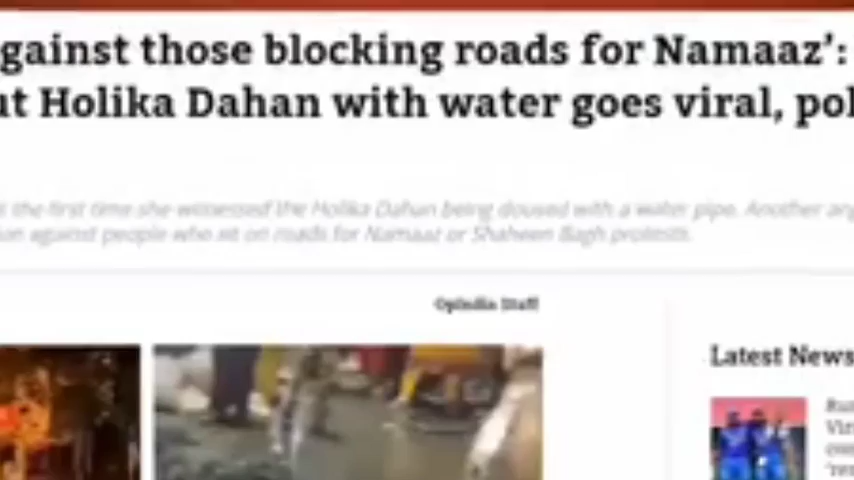 gainst those blocking roads for Namaaz':
ut Holika Dahan with water goes viral, pol
the first time she witnessed the Holika Dahan being doused with a water pipe. Another
against people who sit on roads for Namaaz or Shaheen Bagh protests.
OpIndia Staff
Latest News